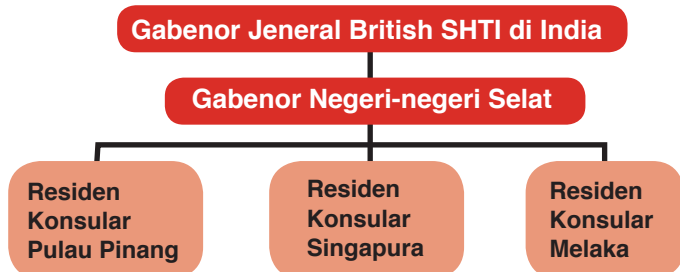 Gabenor Jeneral British SHTI di India
Gabenor Negeri-negeri Selat
Residen
Konsular
Pulau Pinang
Residen
Konsular
Singapura
Residen
Konsular
Melaka